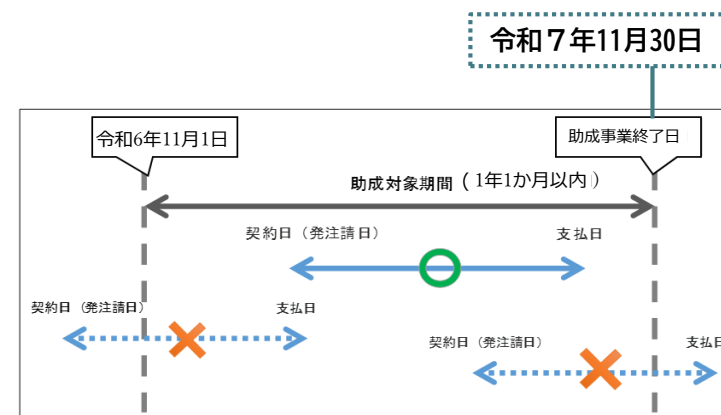 令和７年11月30日
令和6年11月1日
助成事業終了日
助成対象期間（1年1か月以内）
契約日（発注請日）
支払日
契約日（発注請日）
支払日
契約日（発注請日）
支払日